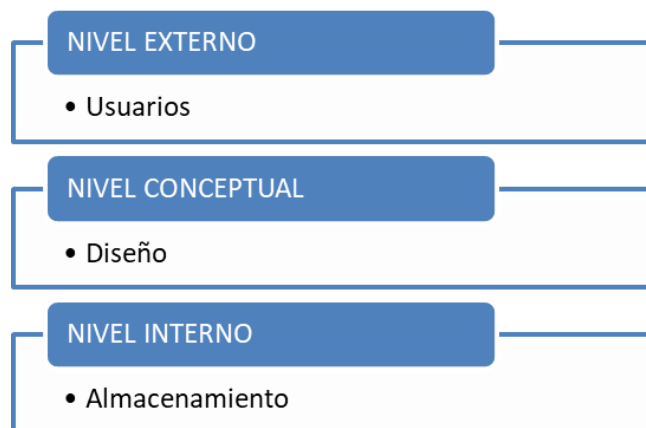 NIVEL EXTERNO
• Usuarios
NIVEL CONCEPTUAL
• Diseño
NIVEL INTERNO
• Almacenamiento